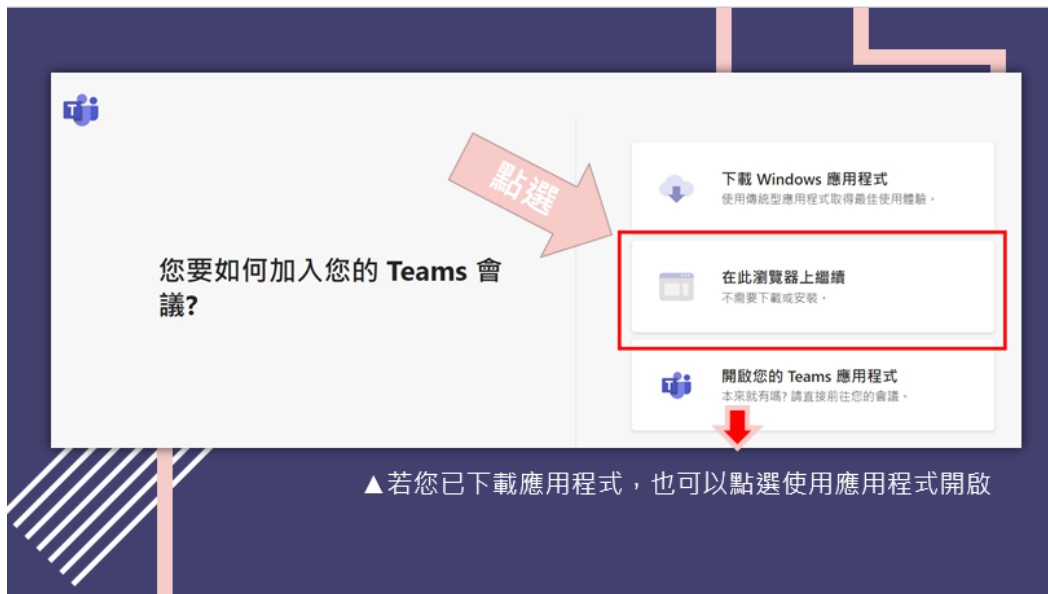 點選
您要如何加入您的 Teams 會
議?
下載 Windows 應用程式
使用傳統型應用程式取得最佳使用體驗。
在此瀏覽器上繼續
不需要下載或安裝。
開啟您的 Teams 應用程式
本來就有嗎? 請直接前往您的會議。
▲若您已下載應用程式，也可以點選使用應用程式開啟